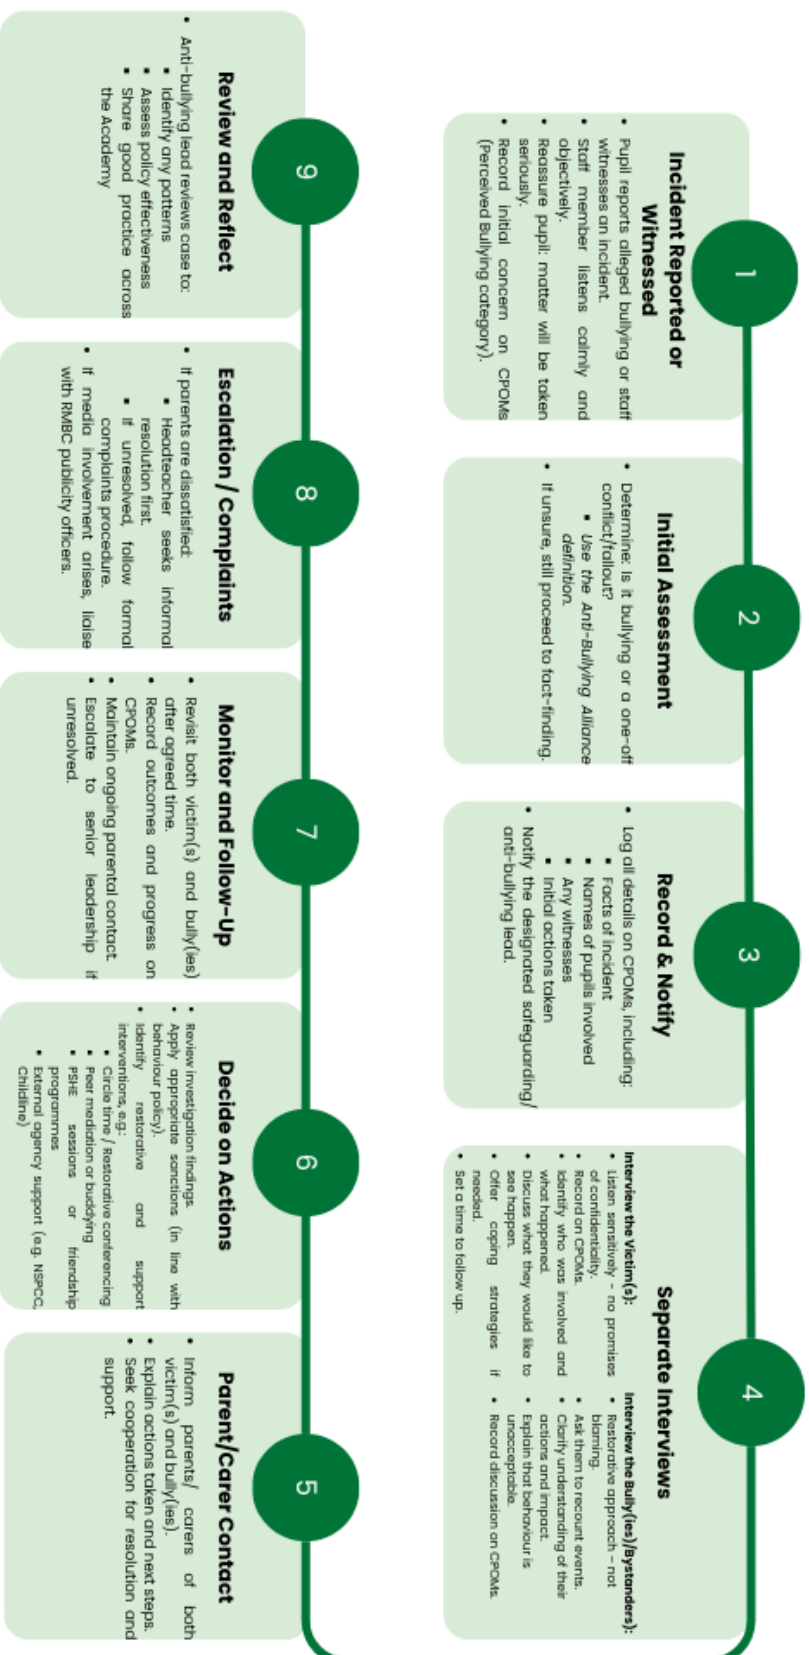 1
Incident Reported or
Witnessed
• Pupil reports alleged bullying or staff
witnesses an incident.
• Staff member listens calmly and
objectively.
• Reassure pupil: matter will be taken
seriously.
• Record initial concern on CPOMs
(Perceived Bullying category).
2
Initial Assessment
• Determine: Is it bullying or a one-off
conflict/fallout?
▪ Use the Anti-Bullying Alliance
definition.
• If unsure, still proceed to fact-finding.
3
Record & Notify
• Log all details on CPOMs, including:
▪ Facts of incident
▪ Names of pupils involved
▪ Any witnesses
▪ Initial actions taken
• Notify the designated safeguarding/
anti-bullying lead.
4
Separate Interviews
Interview the Victim(s):
• Listen sensitively – no promises
of confidentiality.
• Record on CPOMs.
• Identify who was involved and
what happened.
• Discuss what they would like to
see happen.
• Offer coping strategies if
needed.
• Set a time to follow up.
Interview the Bully(ies)/Bystanders):
• Restorative approach – not
blaming.
• Ask them to recount events.
• Clarify understanding of their
actions and impact.
• Explain that behaviour is
unacceptable.
• Record discussion on CPOMs.
5
Parent/Carer Contact
• Inform parents/ carers of both
victim(s) and bully(ies).
• Explain actions taken and next steps.
• Seek cooperation for resolution and
support.
6
Decide on Actions
• Review investigation findings.
• Apply appropriate sanctions (in line with
behaviour policy).
• Identify restorative and support
interventions, e.g.:
▪ Circle time / Restorative conferencing
▪ Peer mediation or buddying
▪ PSHE sessions or friendship
programmes
▪ External agency support (e.g. NSPCC,
Childline)
7
Monitor and Follow-Up
• Revisit both victim(s) and bully(ies)
after agreed time.
• Record outcomes and progress on
CPOMs.
• Maintain ongoing parental contact.
• Escalate to senior leadership if
unresolved.
8
Escalation / Complaints
• If parents are dissatisfied:
▪ Headteacher seeks informal
resolution first.
▪ If unresolved, follow formal
complaints procedure.
• If media involvement arises, liaise
with RMBC publicity officers.
9
Review and Reflect
• Anti-bullying lead reviews case to:
▪ Identify any patterns
▪ Assess policy effectiveness
▪ Share good practice across
the Academy